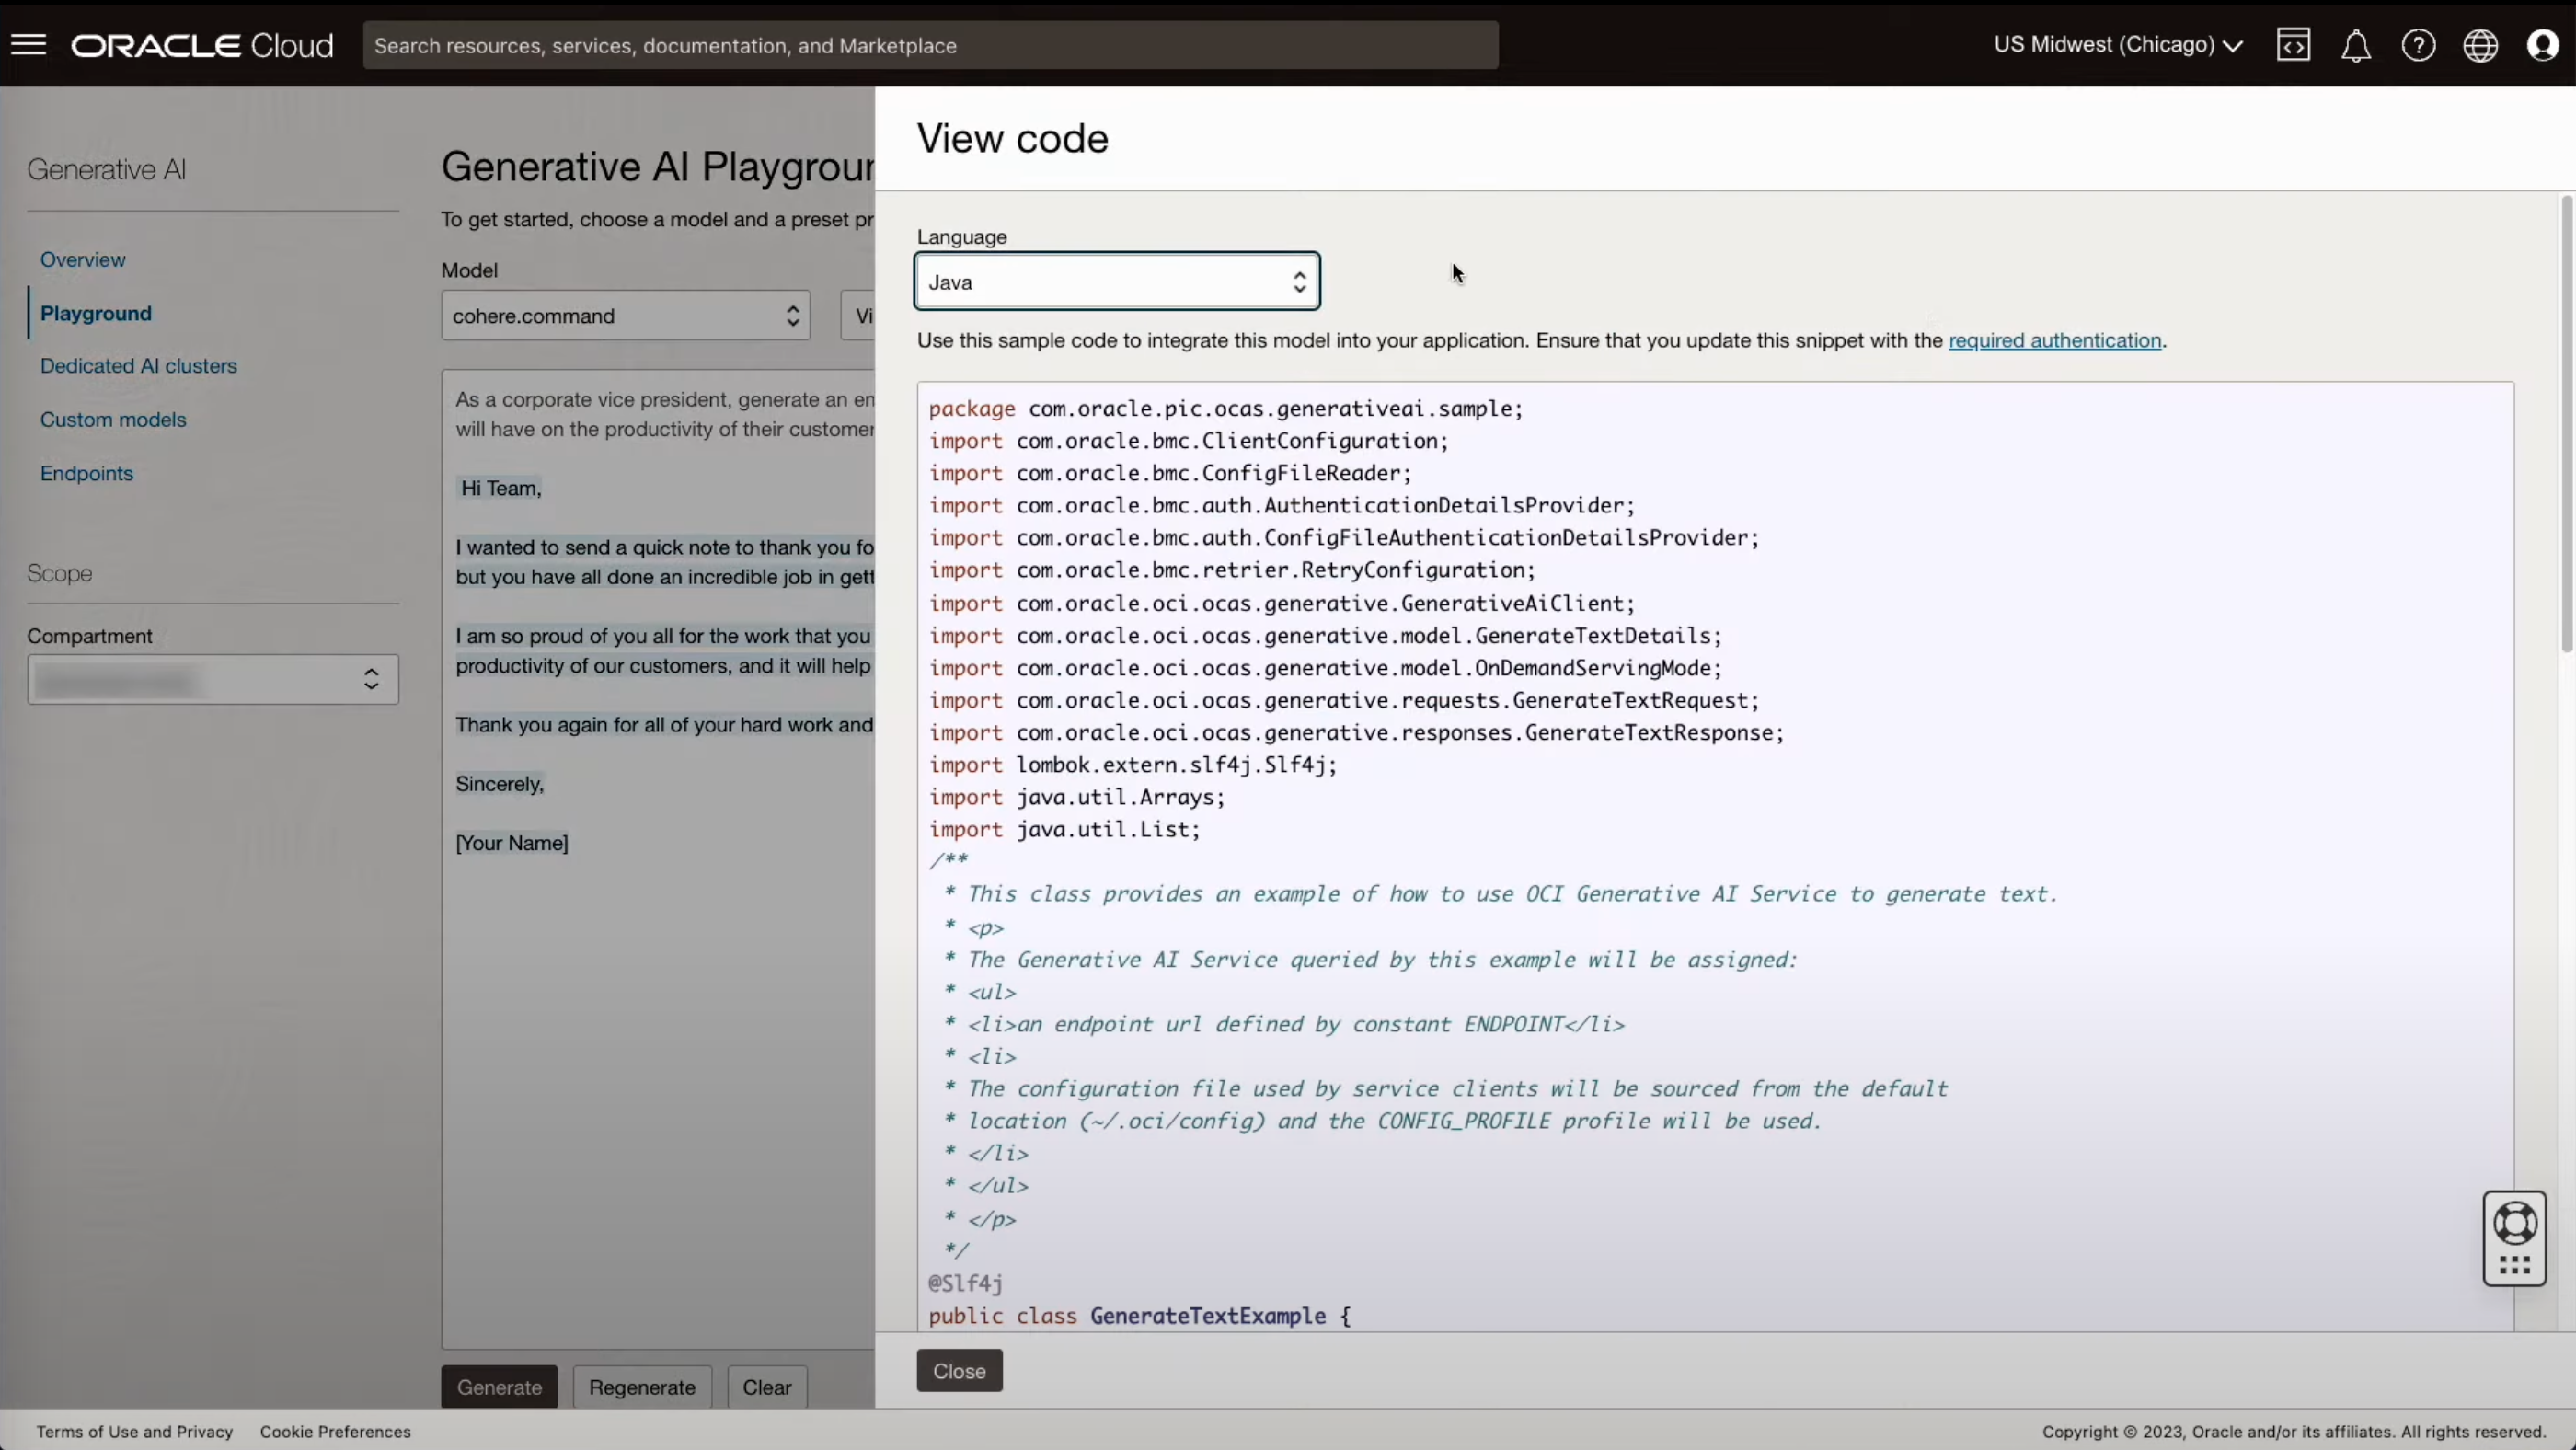 ORACLE Cloud
Search resources, services, documentation, and Marketplace
US Midwest (Chicago)
Generative AI
Overview
Playground
Dedicated AI clusters
Custom models
Endpoints
Scope
Compartment
Generative AI Playgroun
To get started, choose a model and a preset pr
Model
cohere.command
Vi
As a corporate vice president, generate an en
will have on the productivity of their customer
Hi Team,
I wanted to send a quick note to thank you fo
but you have all done an incredible job in gett
I am so proud of you all for the work that you
productivity of our customers, and it will help
Thank you again for all of your hard work and
Sincerely,
[Your Name]
Generate
Regenerate
Clear
View code
Language
Java
Use this sample code to integrate this model into your application. Ensure that you update this snippet with the required authentication.
package com.oracle.pic.ocas.generativeai.sample;
import com.oracle.bmc.ClientConfiguration;
import com.oracle.bmc.ConfigFileReader;
import com.oracle.bmc.auth.AuthenticationDetailsProvider;
import com.oracle.bmc.auth.ConfigFileAuthenticationDetailsProvider;
import com.oracle.bmc.retrier.RetryConfiguration;
import com.oracle.oci.ocas.generative.GenerativeAiClient;
import com.oracle.oci.ocas.generative.model.GenerateTextDetails;
import com.oracle.oci.ocas.generative.model.OnDemandServingMode;
import com.oracle.oci.ocas.generative.requests.GenerateTextRequest;
import com.oracle.oci.ocas.generative.responses.GenerateTextResponse;
import lombok.extern.slf4j.Slf4j;
import java.util.Arrays;
import java.util.List;
/**
* This class provides an example of how to use OCI Generative AI Service to generate text.
* <p>
* The Generative AI Service queried by this example will be assigned:
* <ul>
* <li>an endpoint url defined by constant ENDPOINT</li>
* <li>
* The configuration file used by service clients will be sourced from the default
* location (~/.oci/config) and the CONFIG_PROFILE profile will be used.
* </li>
* </ul>
* </p>
*/
@Slf4j
public class GenerateTextExample {
Close
Terms of Use and Privacy
Cookie Preferences
Copyright © 2023, Oracle and/or its affiliates. All rights reserved.